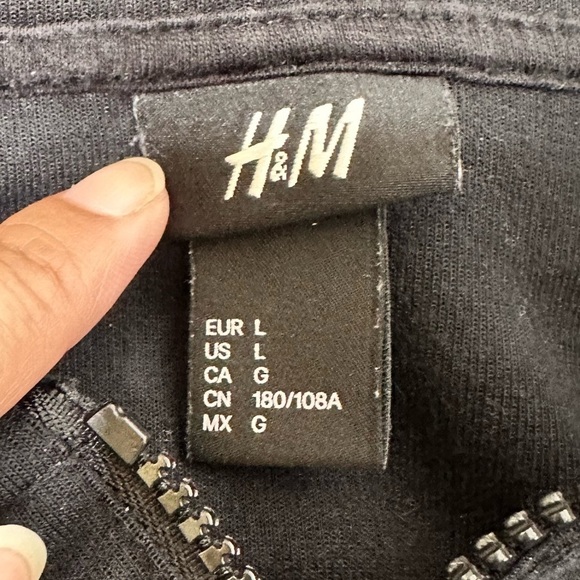 H&M
EUR L
US L
CA G
CN 180/108A
MX G